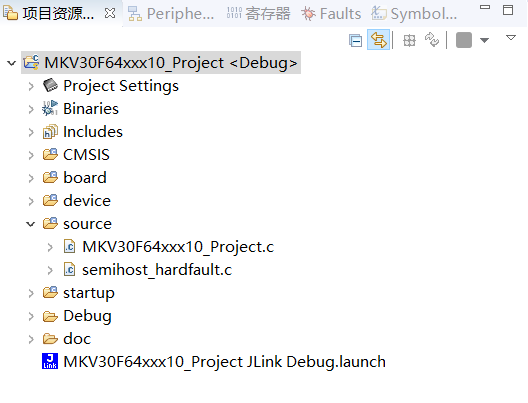 项目资源... Periphe... 寄存器 Faults Symbol...
MKV30F64xxx10_Project <Debug>
Project Settings
Binaries
Includes
CMSIS
board
device
source
MKV30F64xxx10_Project.c
semihost_hardfault.c
startup
Debug
doc
MKV30F64xxx10_Project JLink Debug.launch